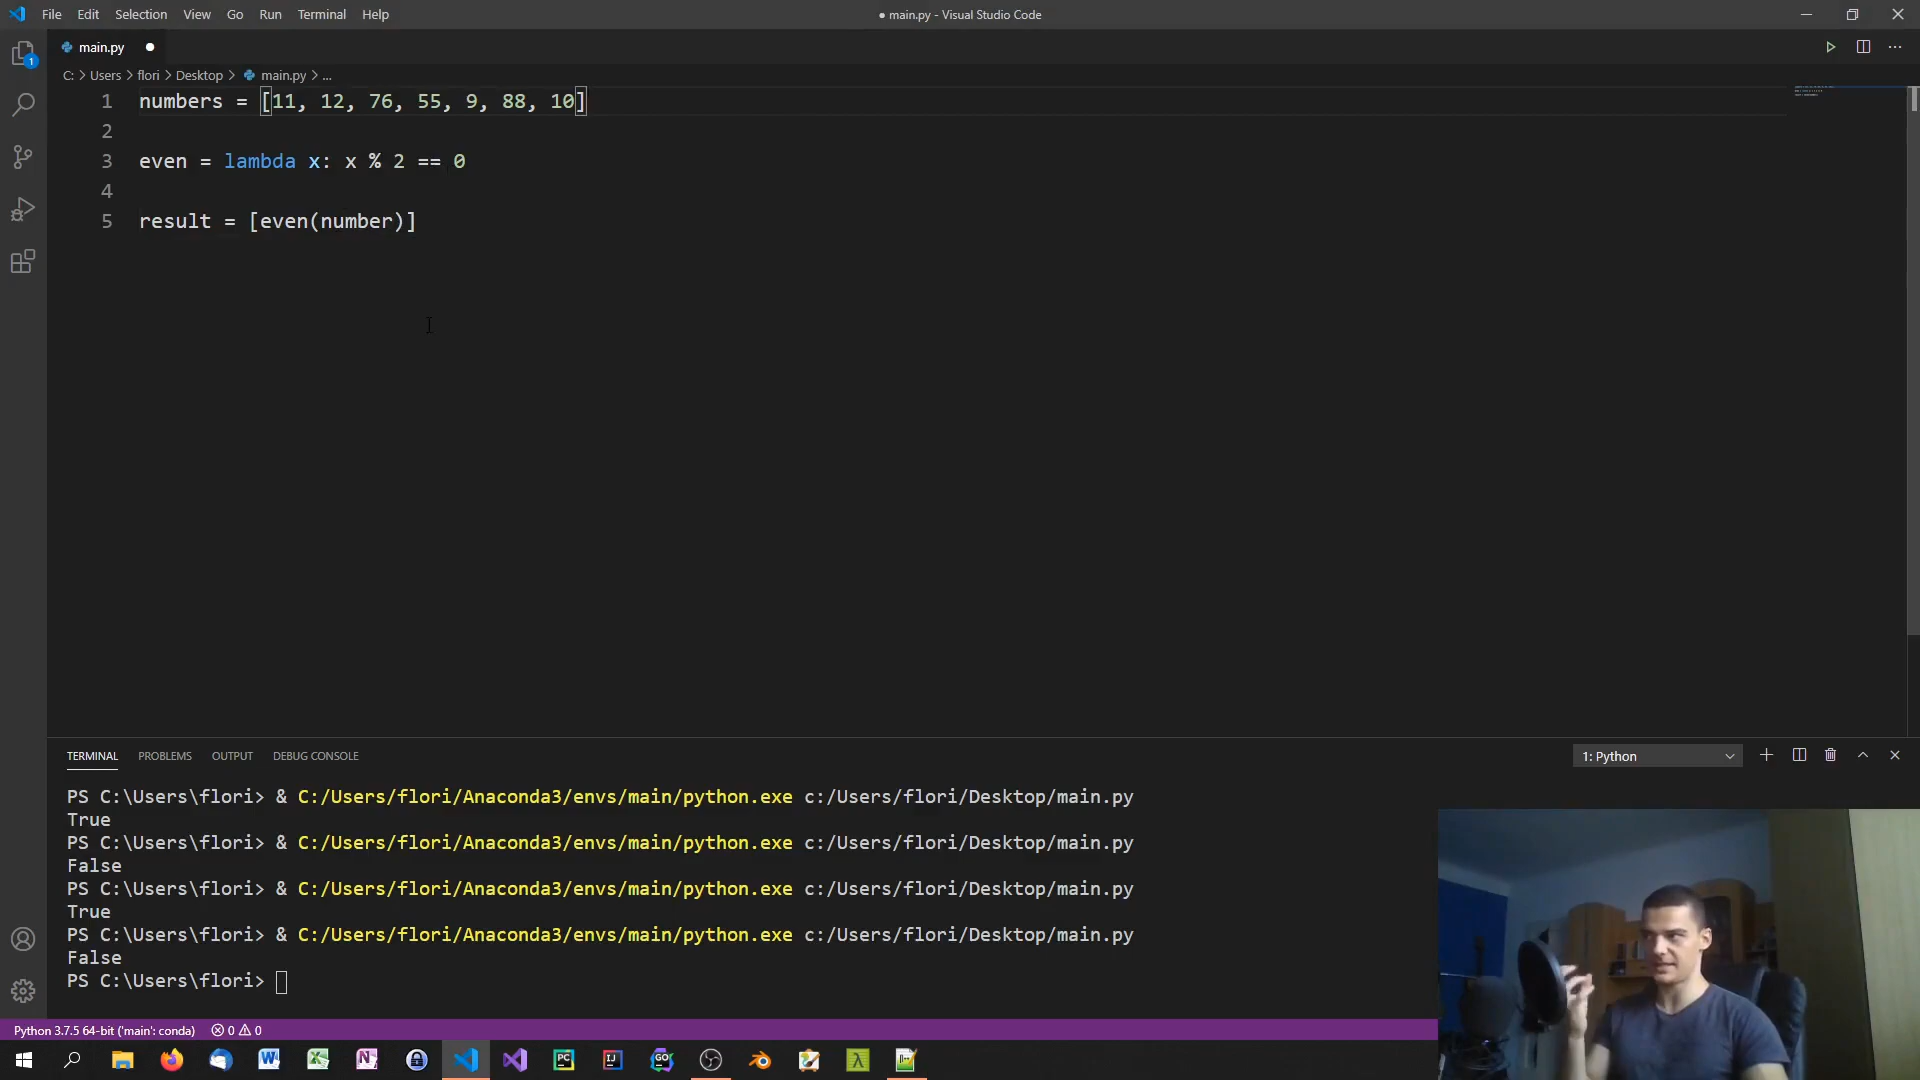 File Edit Selection View Go Run Terminal Help
● main.py - Visual Studio Code
main.py
1
C: > Users > flori > Desktop > main.py > ...
1 numbers = [11, 12, 76, 55, 9, 88, 10]
2
3 even = lambda x: x % 2 == 0
4
5 result = [even(number)]
TERMINAL PROBLEMS OUTPUT DEBUG CONSOLE
1: Python
PS C:\Users\flori> & C:/Users/flori/Anaconda3/envs/main/python.exe c:/Users/flori/Desktop/main.py
True
PS C:\Users\flori> & C:/Users/flori/Anaconda3/envs/main/python.exe c:/Users/flori/Desktop/main.py
False
PS C:\Users\flori> & C:/Users/flori/Anaconda3/envs/main/python.exe c:/Users/flori/Desktop/main.py
True
PS C:\Users\flori> & C:/Users/flori/Anaconda3/envs/main/python.exe c:/Users/flori/Desktop/main.py
False
PS C:\Users\flori>
Python 3.7.5 64-bit ('main': conda) 0 0
W X N PC IJ GO λ